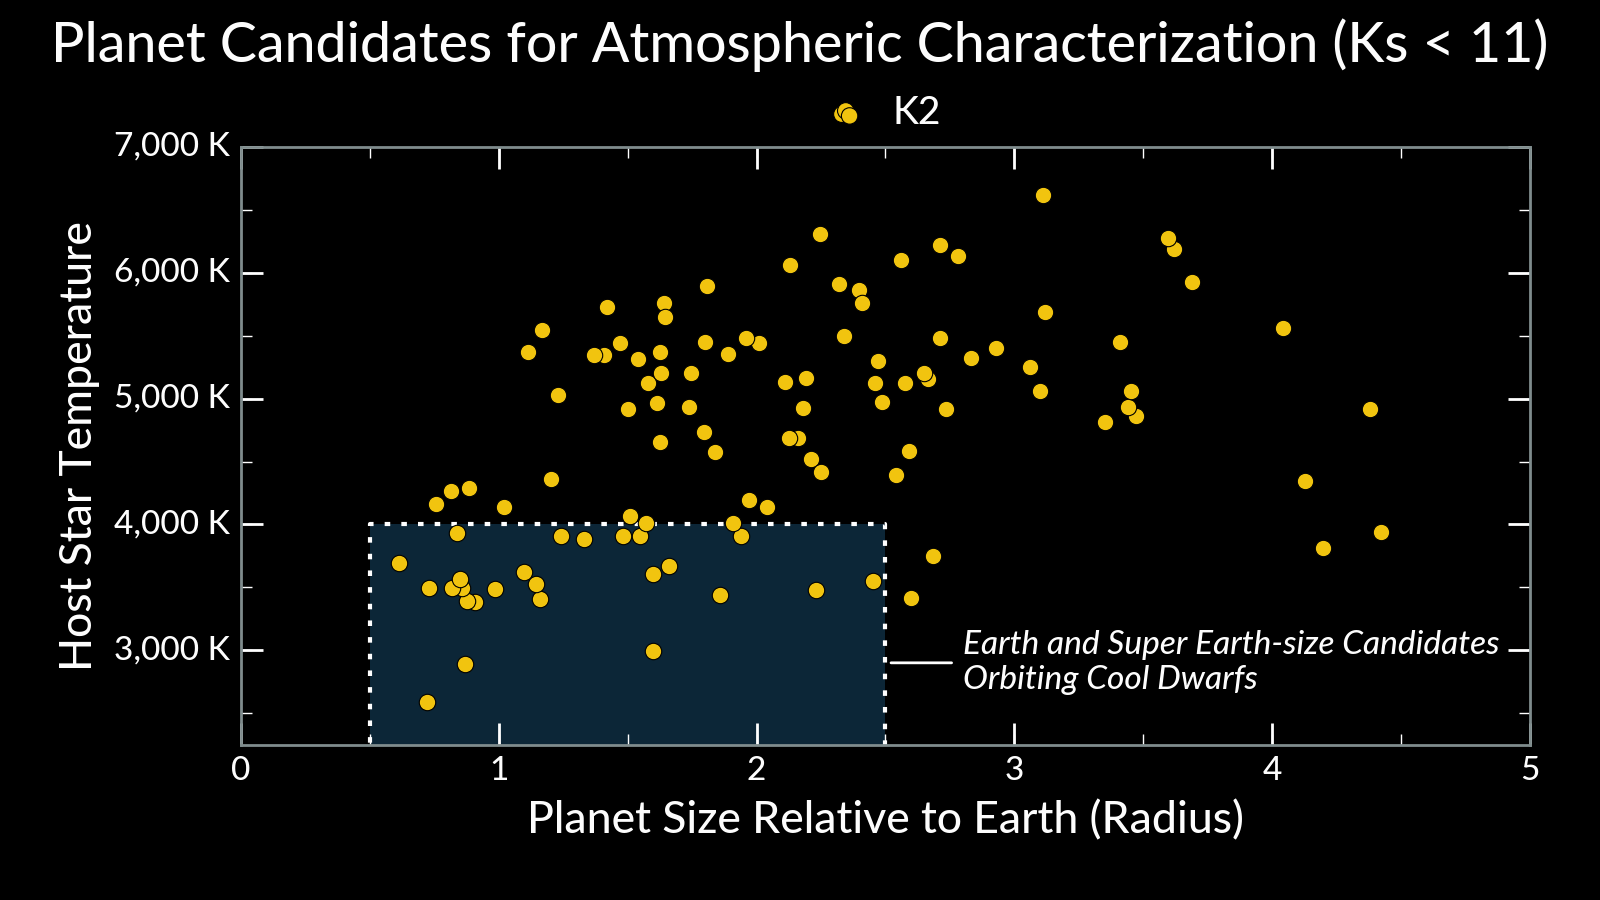 Planet Candidates for Atmospheric Characterization (Ks < 11)
K2
7,000 K
6,000 K
5,000 K
4,000 K
3,000 K
Host Star Temperature
Earth and Super Earth-size Candidates
Orbiting Cool Dwarfs
0 1 2 3 4 5
Planet Size Relative to Earth (Radius)